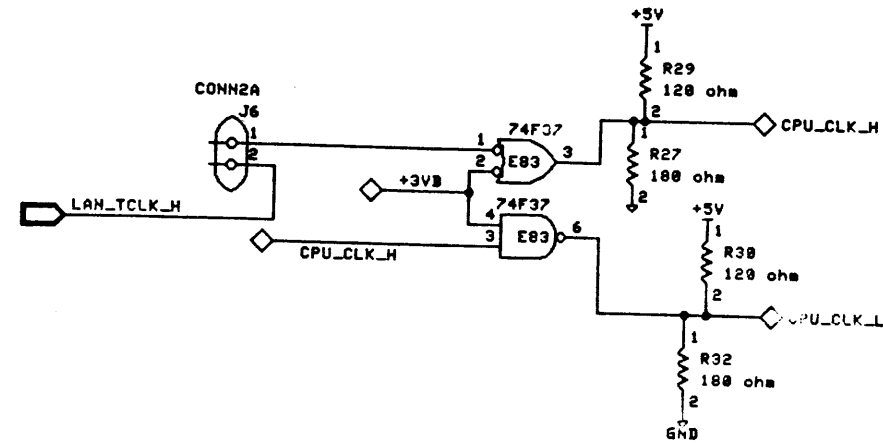 +5V
1
R29
120 ohm
2
CONN2A
J6
1
2
74F37
1
2
E83
3
CPU_CLK_H
1
R27
180 ohm
2
+3VB
LAN_TCLK_H
74F37
4
3
E83
6
CPU_CLK_H
+5V
1
R30
120 ohm
2
CPU_CLK_L
1
R32
180 ohm
2
GND